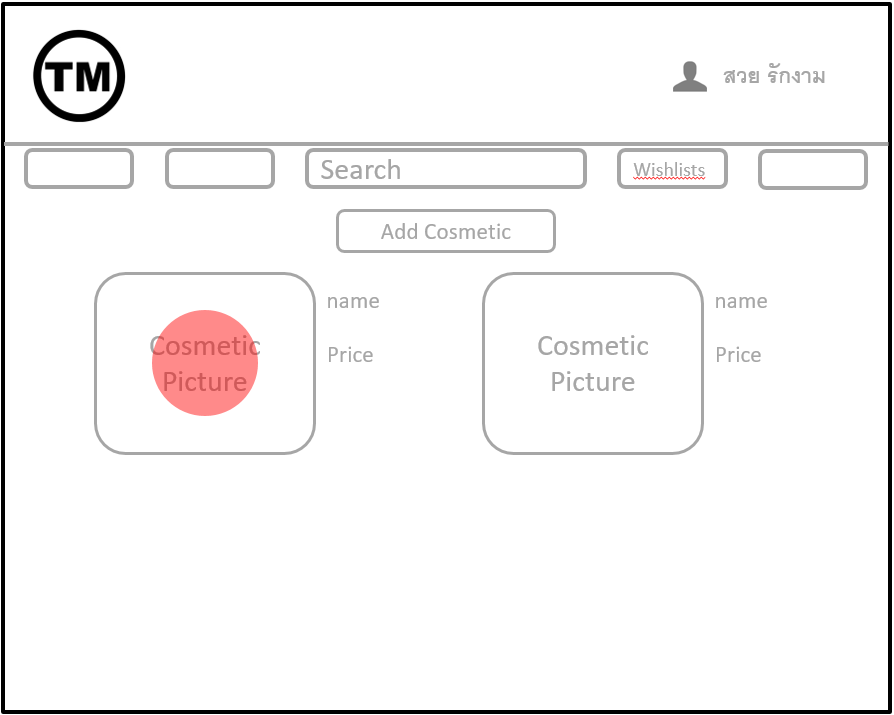 TM
สวย รักงาม
Search
Wishlists
Add Cosmetic
Cosmetic
Picture
name
Price
Cosmetic
Picture
name
Price